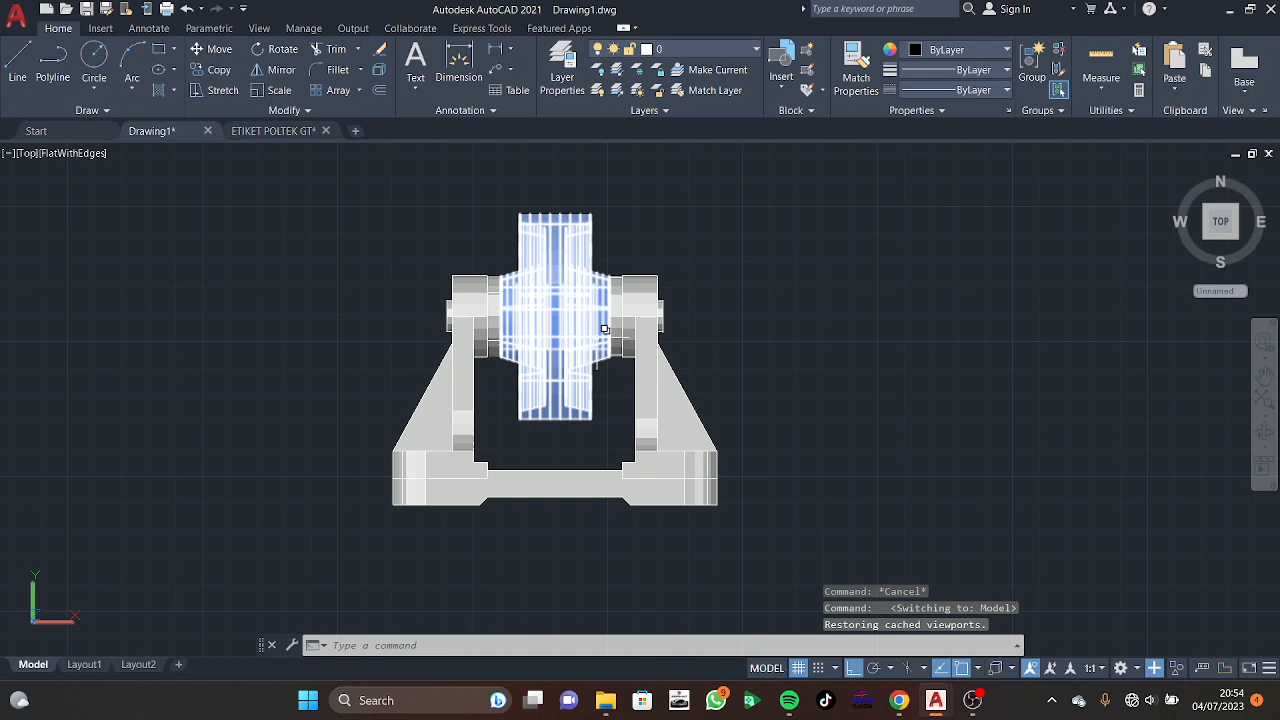 Autodesk AutoCAD 2021 Drawing1.dwg
Type a keyword or phrase
Sign In
Home Insert Annotate Parametric View Manage Output Collaborate Express Tools Featured Apps
Line
Polyline
Circle
Arc
Move
Rotate
Trim
Copy
Mirror
Fillet
Stretch
Scale
Array
Text
Dimension
Table
Layer
Properties
0
Make Current
Match Layer
Insert
Match
Properties
ByLayer
ByLayer
ByLayer
Group
Measure
Paste
Base
Draw
Modify
Annotation
Layers
Block
Properties
Groups
Utilities
Clipboard
View
Start
Drawing1*
ETIKET POLTEK GT*
[−][Top][FlatWithEdges]
N
W TOP E
S
Unnamed
Y
X
Command: *Cancel*
Command: <Switching to: Model>
Restoring cached viewports.
Type a command
Model Layout1 Layout2
MODEL
1:1
Search
9
20:54
04/07/2023
4